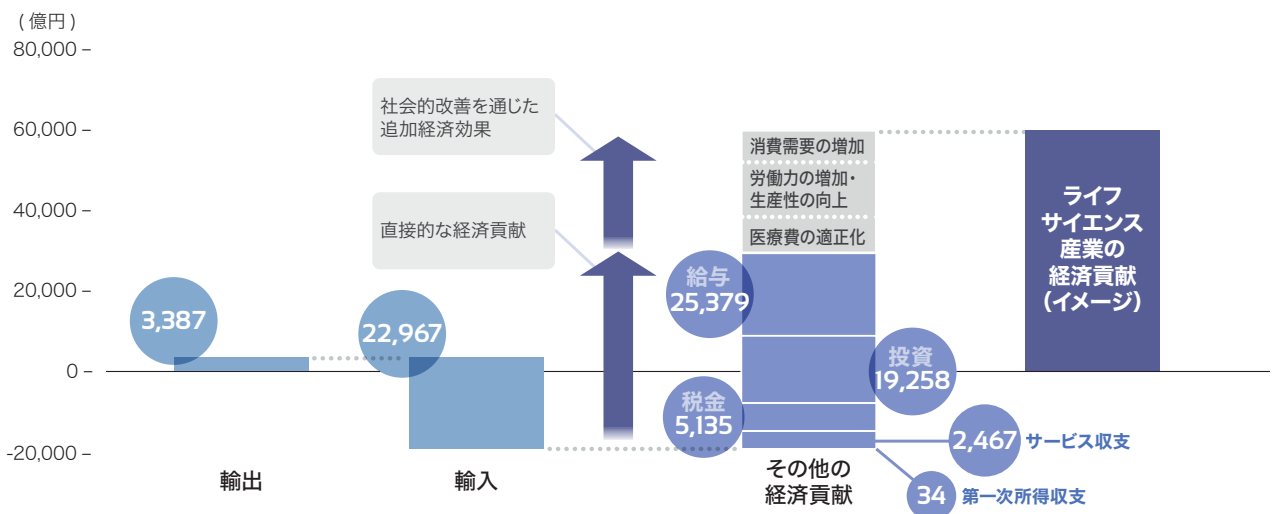 (億円)
80,000
60,000
40,000
20,000
0
-20,000
社会的改善を通じた
追加経済効果
直接的な経済貢献
3,387
22,967
輸出
輸入
消費需要の増加
労働力の増加・
生産性の向上
医療費の適正化
給与
25,379
投資
19,258
税金
5,135
2,467
サービス収支
34
第一次所得収支
その他の
経済貢献
ライフ
サイエンス
産業の
経済貢献
(イメージ)